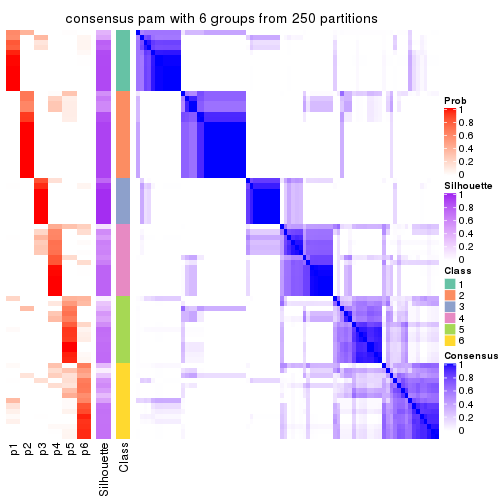 consensus pam with 6 groups from 250 partitions
Prob
1
0.8
0.6
0.4
0.2
0
Silhouette
1
0.8
0.6
0.4
0.2
0
Class
1
2
3
4
5
6
Consensus
1
0.8
0.6
0.4
0.2
0
p1
p2
p3
p4
p5
p6
Silhouette
Class